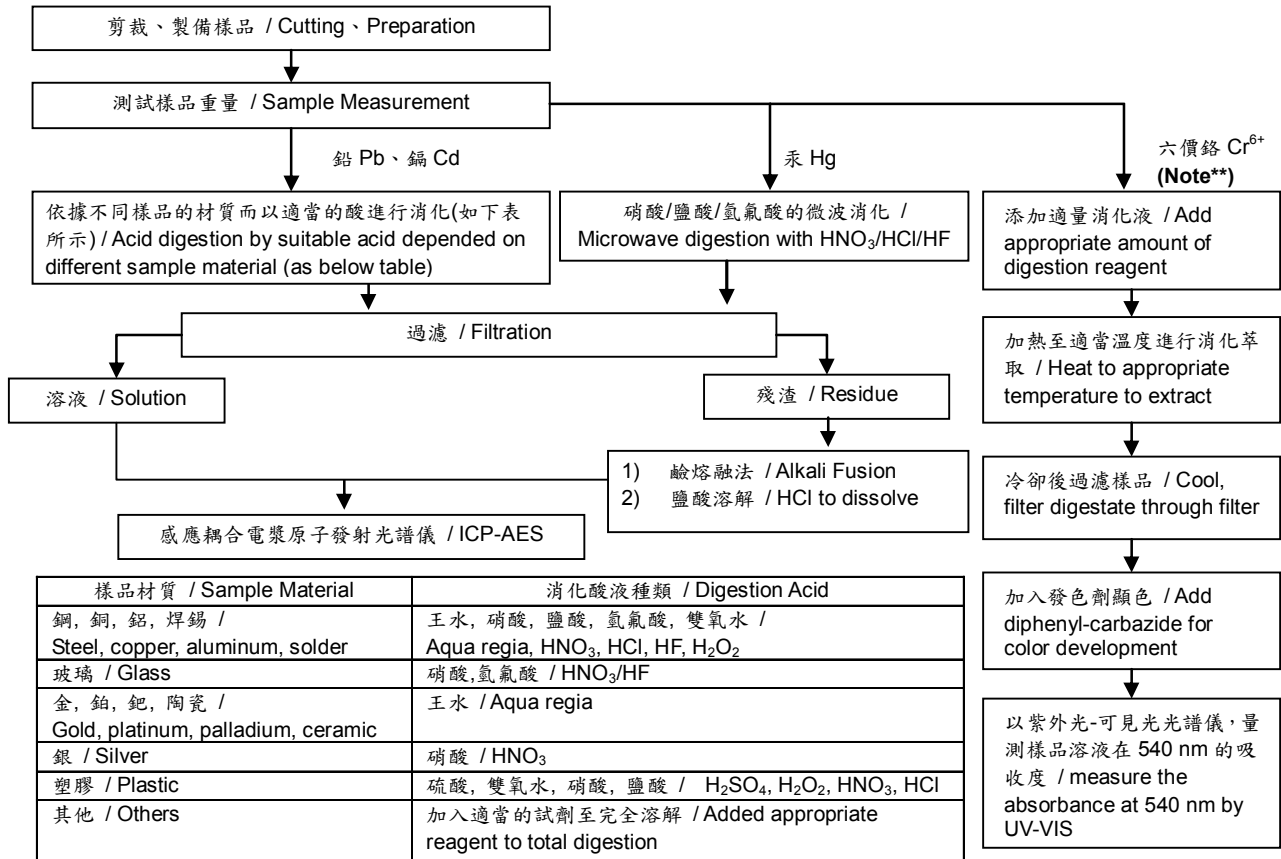 剪裁、製備樣品 / Cutting、Preparation
測試樣品重量 / Sample Measurement
鉛 Pb、鎘 Cd
汞 Hg
六價鉻 Cr⁶⁺
(Note**)
依據不同樣品的材質而以適當的酸進行消化(如下表
所示) / Acid digestion by suitable acid depended on
different sample material (as below table)
硝酸/鹽酸/氫氟酸的微波消化 /
Microwave digestion with HNO₃/HCl/HF
添加適量消化液 / Add
appropriate amount of
digestion reagent
過濾 / Filtration
加熱至適當溫度進行消化萃
取 / Heat to appropriate
temperature to extract
溶液 / Solution
殘渣 / Residue
1) 鹼熔融法 / Alkali Fusion
2) 鹽酸溶解 / HCl to dissolve
冷卻後過濾樣品 / Cool,
filter digestate through filter
感應耦合電漿原子發射光譜儀 / ICP-AES
加入發色劑顯色 / Add
diphenyl-carbazide for
color development
以紫外光-可見光光譜儀，量
測樣品溶液在 540 nm 的吸
收度 / measure the
absorbance at 540 nm by
UV-VIS
樣品材質 / Sample Material
消化酸液種類 / Digestion Acid
鋼, 銅, 鋁, 焊錫 /
Steel, copper, aluminum, solder
王水, 硝酸, 鹽酸, 氫氟酸, 雙氧水 /
Aqua regia, HNO₃, HCl, HF, H₂O₂
玻璃 / Glass
硝酸,氫氟酸 / HNO₃/HF
金, 鉑, 鈀, 陶瓷 /
Gold, platinum, palladium, ceramic
王水 / Aqua regia
銀 / Silver
硝酸 / HNO₃
塑膠 / Plastic
硫酸, 雙氧水, 硝酸, 鹽酸 / H₂SO₄, H₂O₂, HNO₃, HCl
其他 / Others
加入適當的試劑至完全溶解 / Added appropriate
reagent to total digestion